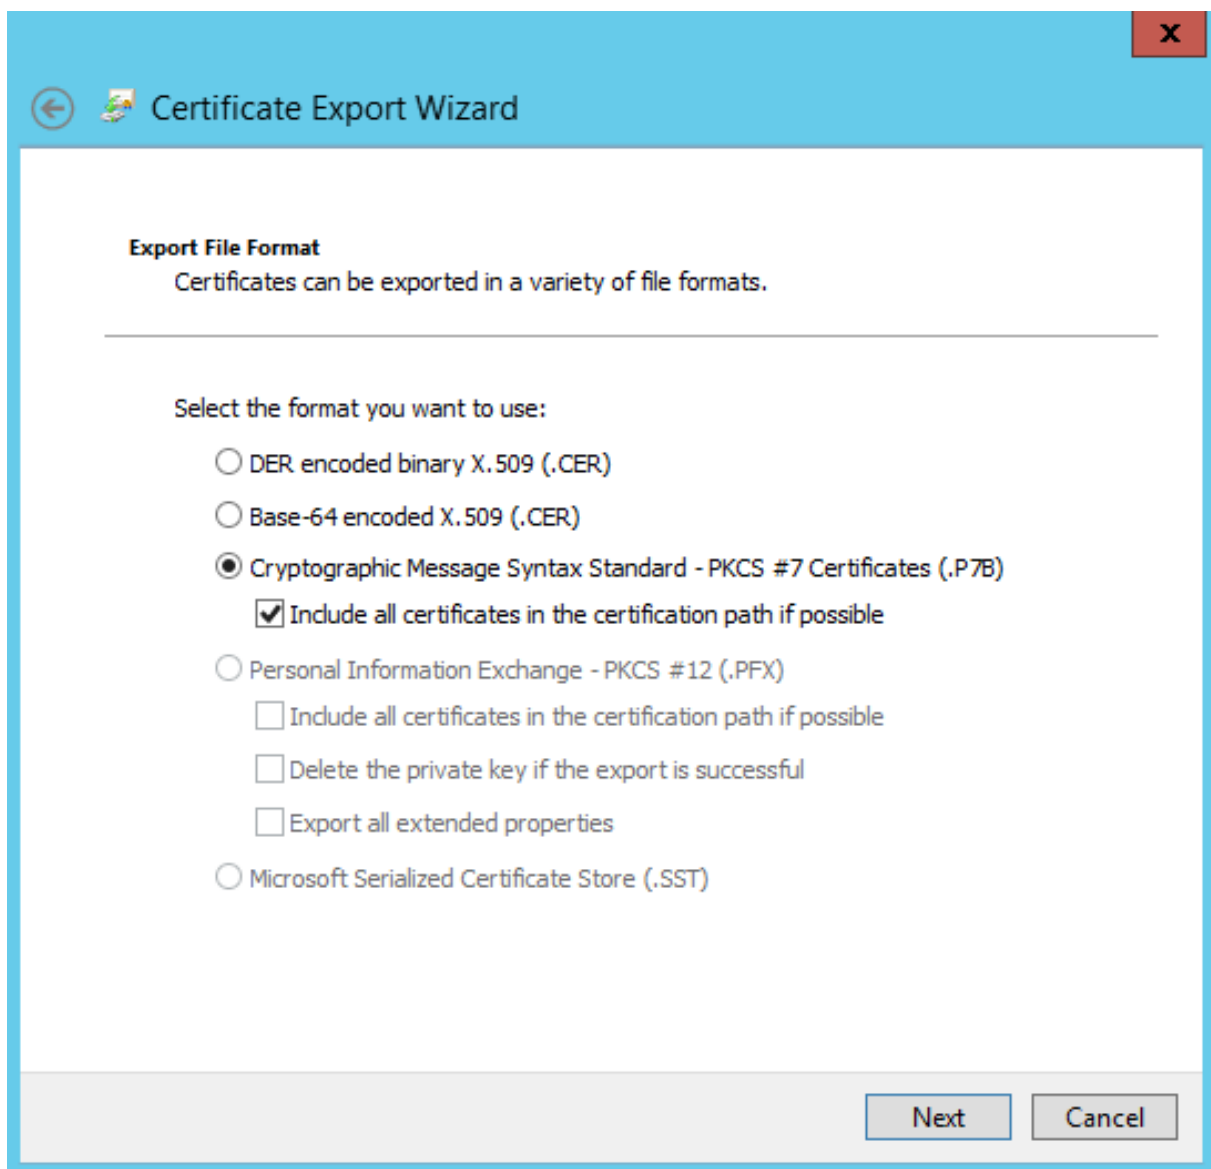 x
Certificate Export Wizard
Export File Format
Certificates can be exported in a variety of file formats.
Select the format you want to use:
DER encoded binary X.509 (.CER)
Base-64 encoded X.509 (.CER)
Cryptographic Message Syntax Standard - PKCS #7 Certificates (.P7B)
Include all certificates in the certification path if possible
Personal Information Exchange - PKCS #12 (.PFX)
Include all certificates in the certification path if possible
Delete the private key if the export is successful
Export all extended properties
Microsoft Serialized Certificate Store (.SST)
Next Cancel